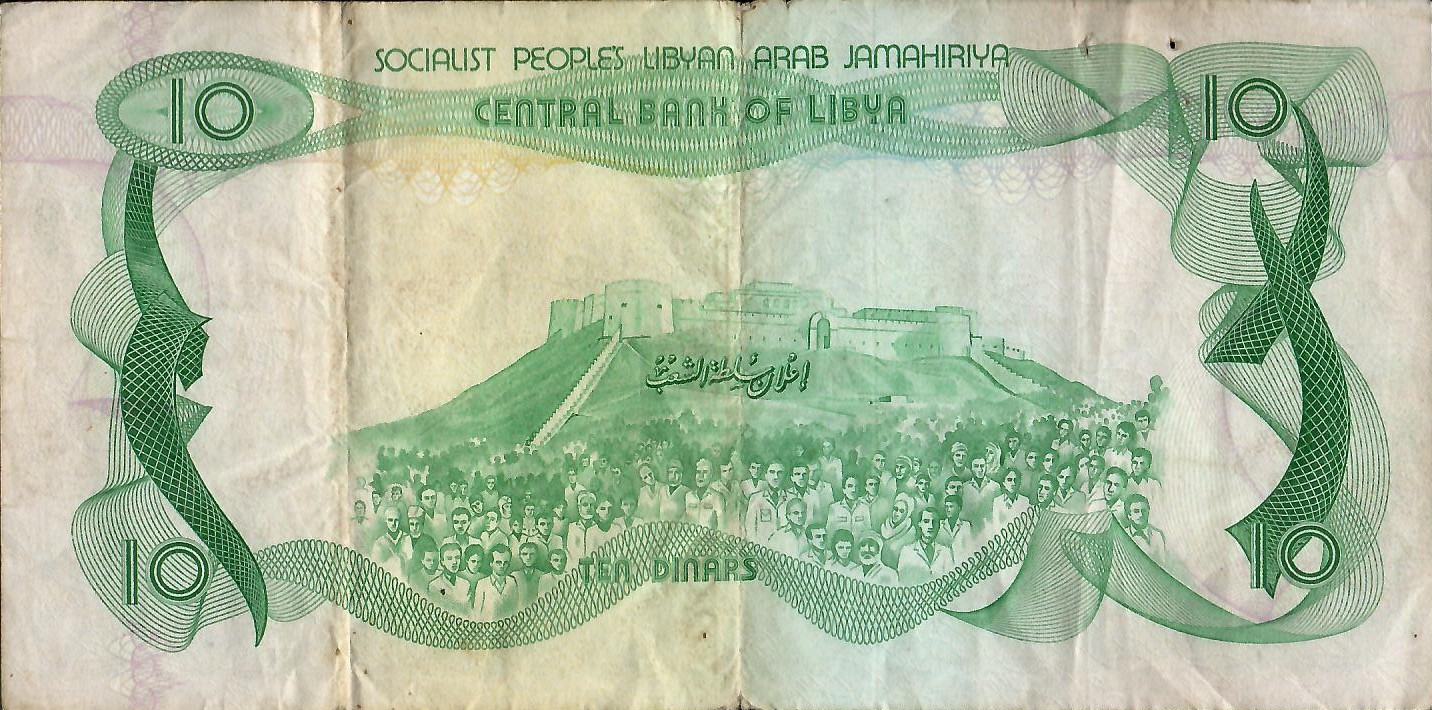 SOCIALIST PEOPLE'S LIBYAN ARAB JAMAHIRIYA
10
CENTRAL BANK OF LIBYA
10
إعلان سلطة الشعب
10
TEN DINARS
10